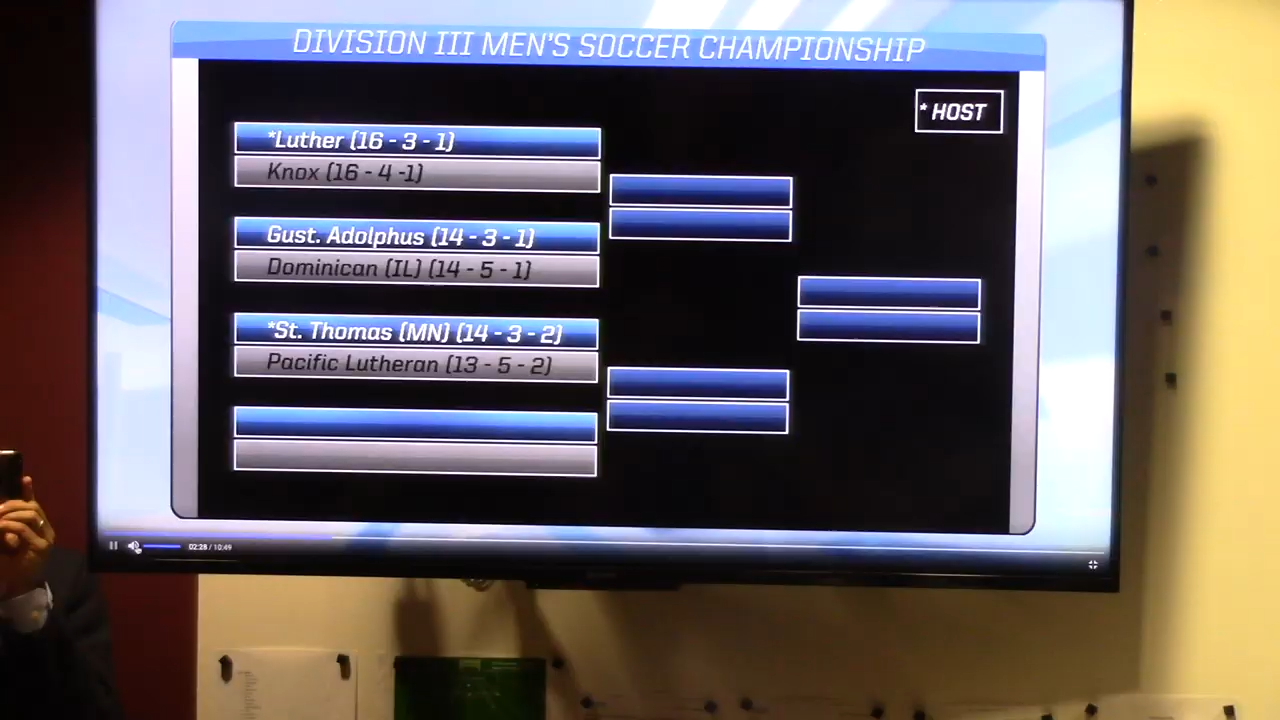 DIVISION III MEN'S SOCCER CHAMPIONSHIP
* HOST
*Luther (16 - 3 - 1)
Knox (16 - 4 -1)
Gust. Adolphus (14 - 3 - 1)
Dominican (IL) (14 - 5 - 1)
*St. Thomas (MN) (14 - 3 - 2)
Pacific Lutheran (13 - 5 - 2)
02:28 / 10:49